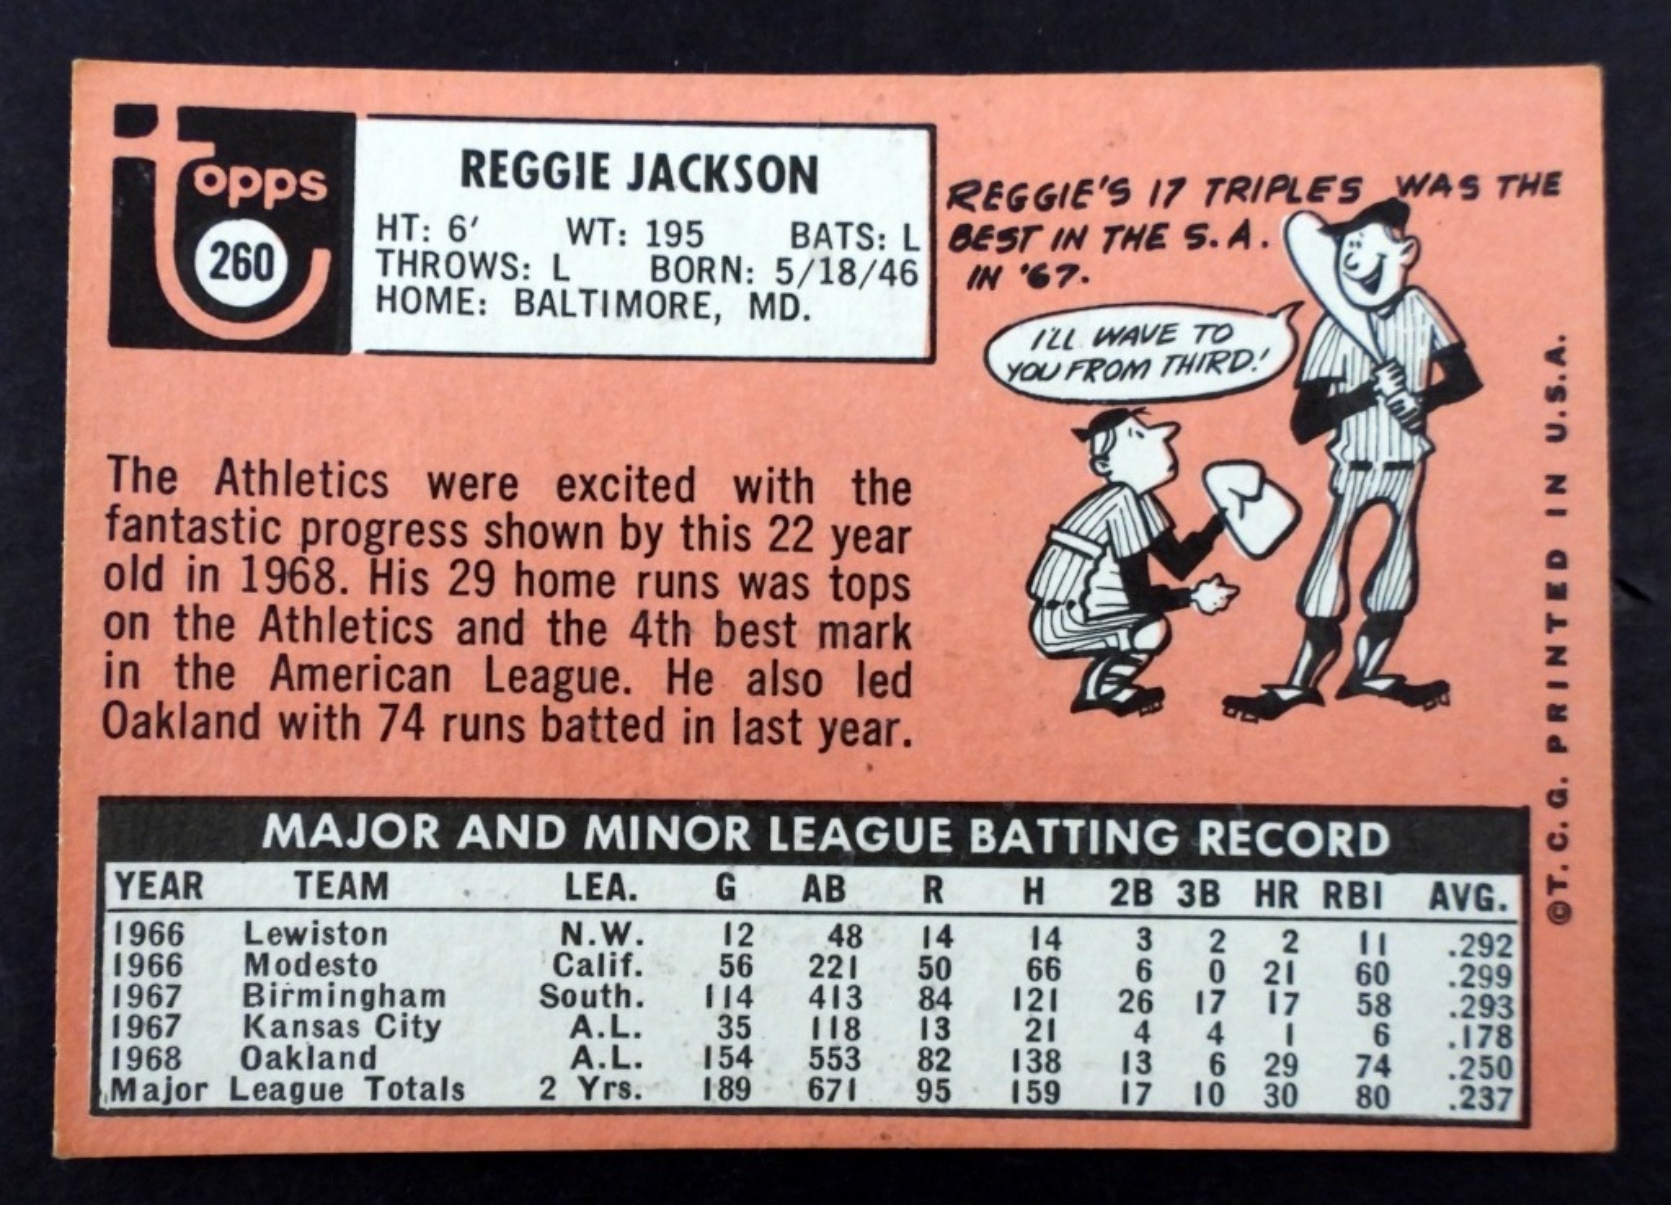 topps
260
REGGIE JACKSON
HT: 6′ WT: 195 BATS: L
THROWS: L BORN: 5/18/46
HOME: BALTIMORE, MD.
REGGIE'S 17 TRIPLES WAS THE
BEST IN THE S.A.
IN '67.
I'LL WAVE TO
YOU FROM THIRD!
The Athletics were excited with the
fantastic progress shown by this 22 year
old in 1968. His 29 home runs was tops
on the Athletics and the 4th best mark
in the American League. He also led
Oakland with 74 runs batted in last year.
MAJOR AND MINOR LEAGUE BATTING RECORD
YEAR TEAM LEA. G AB R H 2B 3B HR RBI AVG.
1966 Lewiston N.W. 12 48 14 14 3 2 2 11 .292
1966 Modesto Calif. 56 221 50 66 6 0 21 60 .299
1967 Birmingham South. 114 413 84 121 26 17 17 58 .293
1967 Kansas City A.L. 35 118 13 21 4 4 1 6 .178
1968 Oakland A.L. 154 553 82 138 13 6 29 74 .250
Major League Totals 2 Yrs. 189 671 95 159 17 10 30 80 .237
©T.C.G. PRINTED IN U.S.A.